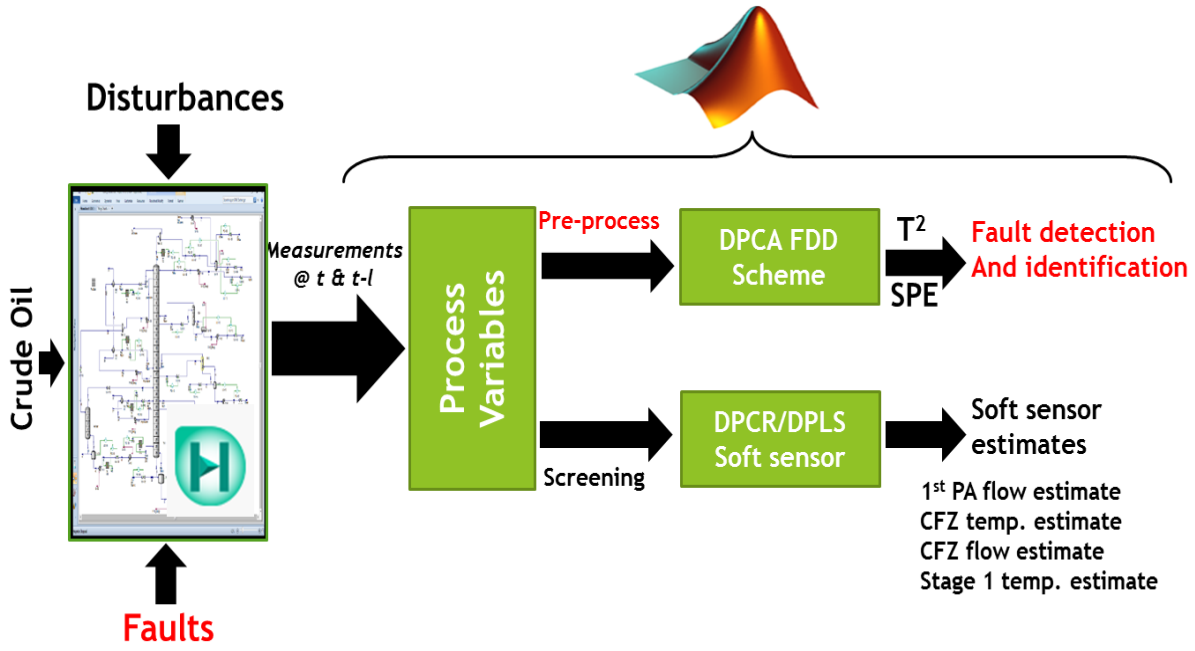 Disturbances
Measurements
@ t & t-l
Crude Oil
Faults
Process
Variables
Pre-process
Screening
DPCA FDD
Scheme
T²
SPE
Fault detection
And identification
DPCR/DPLS
Soft sensor
Soft sensor
estimates
1st PA flow estimate
CFZ temp. estimate
CFZ flow estimate
Stage 1 temp. estimate
H